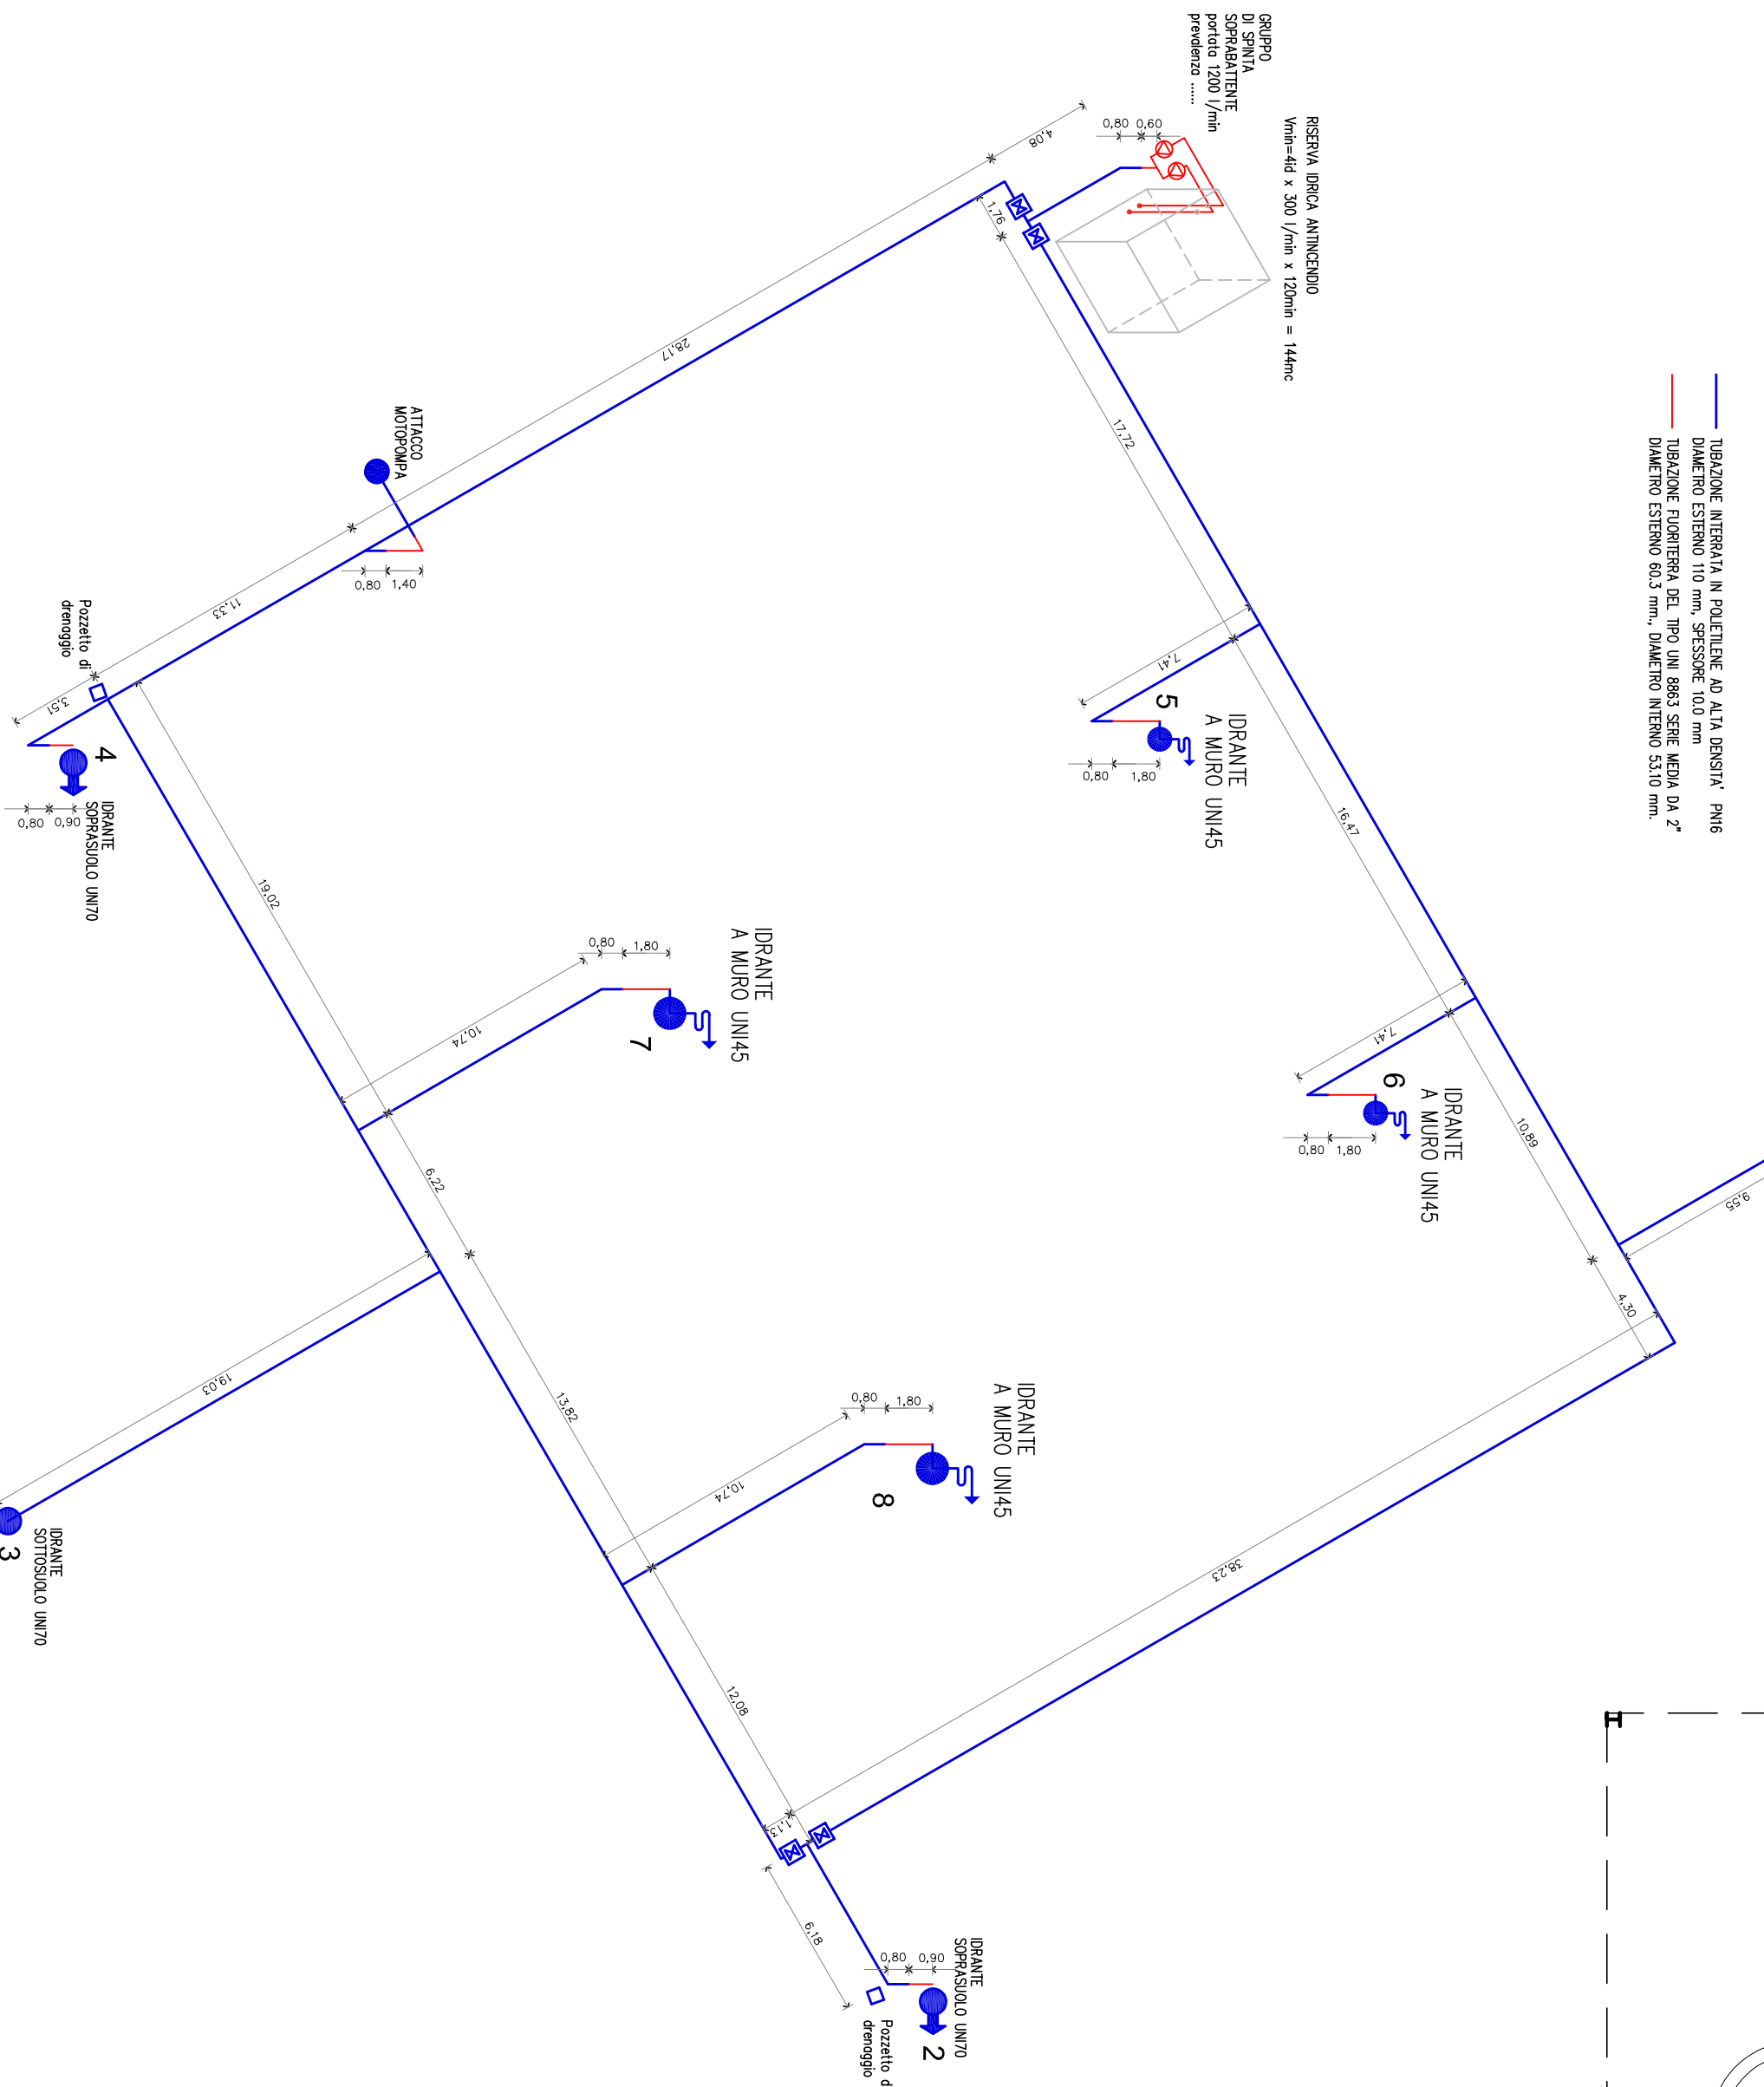 TUBAZIONE INTERRATA IN POLIETILENE AD ALTA DENSITA' PN16
DIAMETRO ESTERNO 110 mm, SPESSORE 10.0 mm
TUBAZIONE FUORITERRA DEL TIPO UNI 8863 SERIE MEDIA DA 2"
DIAMETRO ESTERNO 60.3 mm., DIAMETRO INTERNO 53.10 mm.
RISERVA IDRICA ANTINCENDIO
Vmin=4id x 300 l/min x 120min = 144mc
GRUPPO
DI SPINTA
SOPRABATTENTE
portata 1200 l/min
prevalenza ......
0,80
0,60
4,08
1,76
17,72
28,17
ATTACCO
MOTOPOMPA
0,80
1,40
11,33
Pozzetto di
drenaggio
3,51
4
IDRANTE
SOPRASUOLO UNI70
0,80
0,90
7,41
5
IDRANTE
A MURO UNI45
0,80
1,80
16,47
7,41
6
IDRANTE
A MURO UNI45
0,80
1,80
10,89
9,55
4,30
19,02
0,80
1,80
IDRANTE
A MURO UNI45
7
10,74
6,22
19,03
IDRANTE
SOTTOSUOLO UNI70
3
13,82
0,80
1,80
IDRANTE
A MURO UNI45
8
10,74
38,23
12,08
1,13
6,18
0,80
0,90
IDRANTE
SOPRASUOLO UNI70
2
Pozzetto d
drenaggio
H